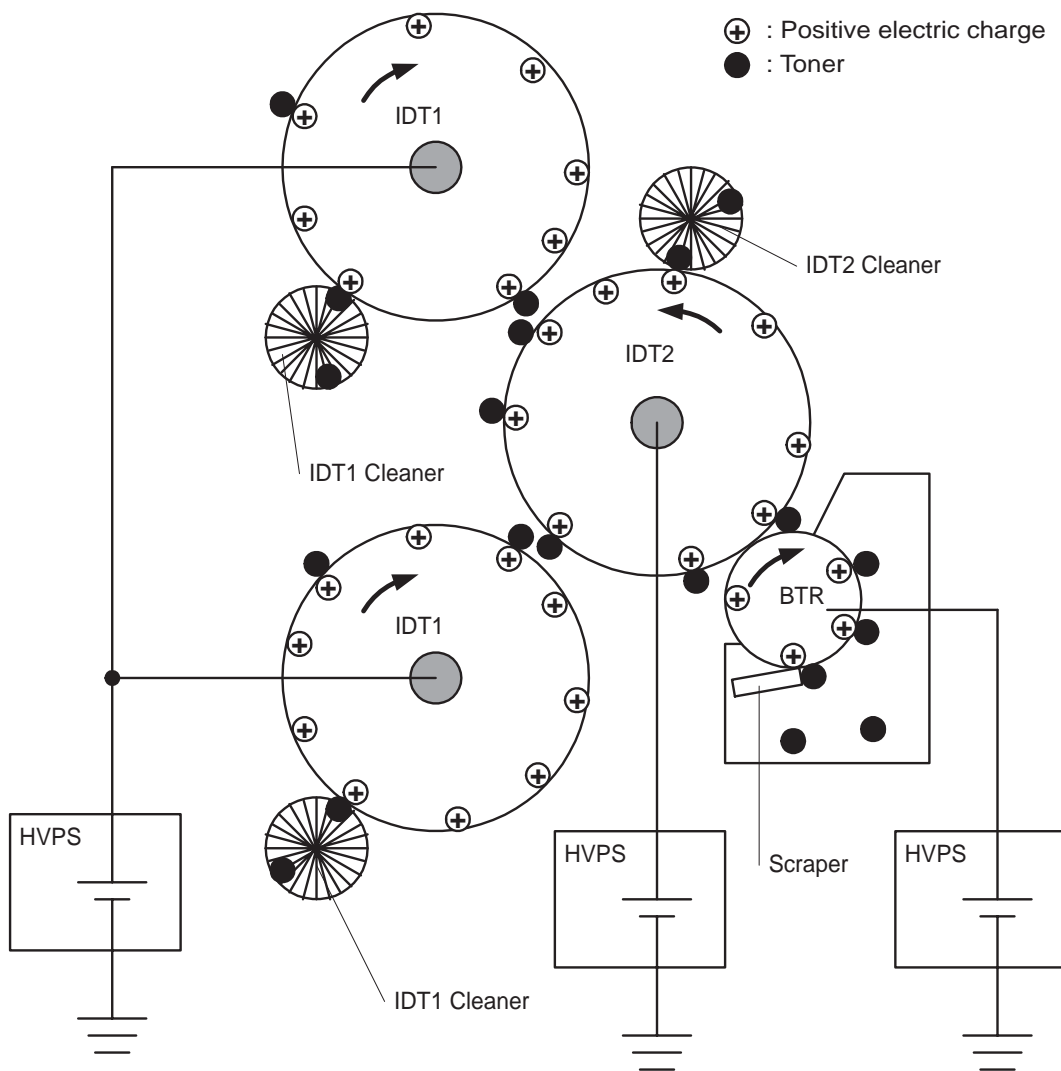 : Positive electric charge
: Toner
IDT1
IDT2 Cleaner
IDT2
IDT1 Cleaner
BTR
IDT1
HVPS
HVPS
Scraper
HVPS
IDT1 Cleaner